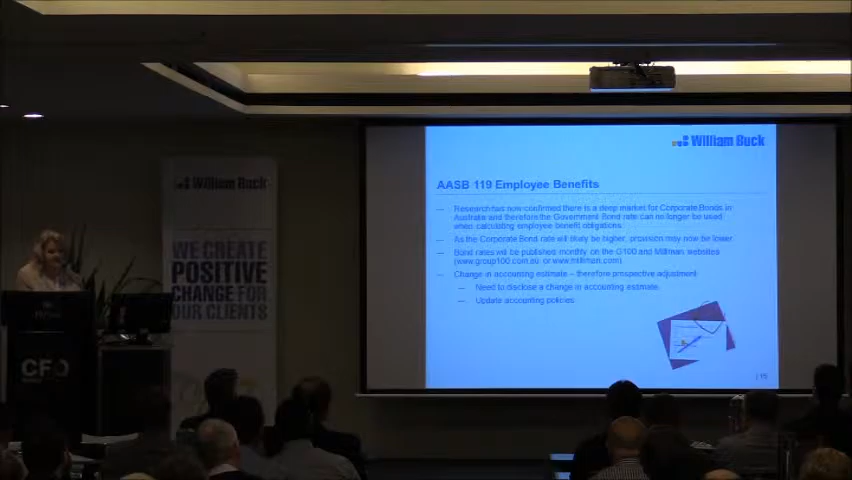 William Buck
AASB 119 Employee Benefits
— Research has now confirmed there is a deep market for Corporate Bonds in
Australia and therefore the Government Bond rate can no longer be used
when calculating employee benefit obligations.
— As the Corporate Bond rate will likely be higher, provision may now be lower.
— Bond rates will be published monthly on the G100 and Milliman websites
(www.group100.com.au or www.milliman.com)
— Change in accounting estimate – therefore prospective adjustment:
— Need to disclose a change in accounting estimate.
— Update accounting policies.
William Buck
WE CREATE
POSITIVE
CHANGE FOR
OUR CLIENTS
CFO